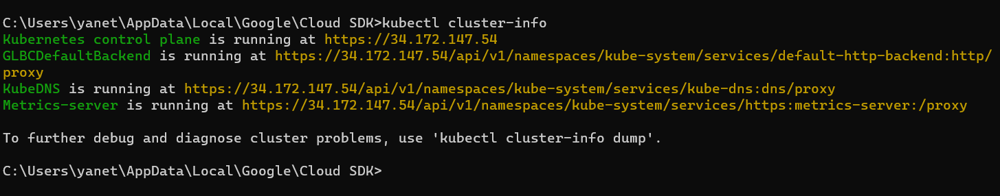 C:\Users\yanet\AppData\Local\Google\Cloud SDK>kubectl cluster-info
Kubernetes control plane is running at https://34.172.147.54
GLBCDefaultBackend is running at https://34.172.147.54/api/v1/namespaces/kube-system/services/default-http-backend:http/
proxy
KubeDNS is running at https://34.172.147.54/api/v1/namespaces/kube-system/services/kube-dns:dns/proxy
Metrics-server is running at https://34.172.147.54/api/v1/namespaces/kube-system/services/https:metrics-server:/proxy
To further debug and diagnose cluster problems, use 'kubectl cluster-info dump'.
C:\Users\yanet\AppData\Local\Google\Cloud SDK>